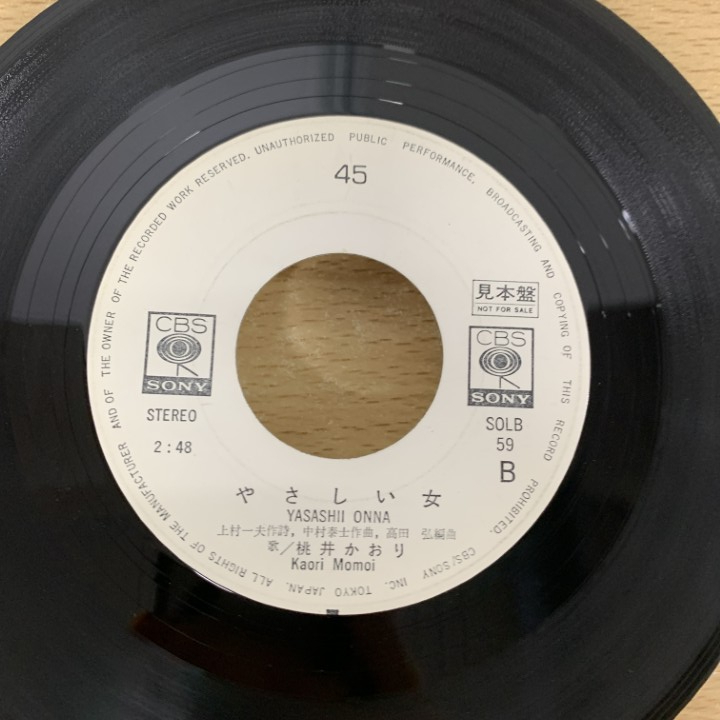 45
見本盤
NOT FOR SALE
CBS
SONY
CBS
SONY
STEREO
2:48
SOLB
59
B
やさしい女
YASASHII ONNA
上村一夫作詩, 中村泰士作曲, 高田 弘編曲
歌/桃井かおり
Kaori Momoi
ALL RIGHTS OF THE MANUFACTURER AND OF THE OWNER OF THE RECORDED WORK RESERVED. UNAUTHORIZED PUBLIC PERFORMANCE, BROADCASTING AND COPYING OF THIS RECORD PROHIBITED.
CBS/SONY INC. TOKYO JAPAN.